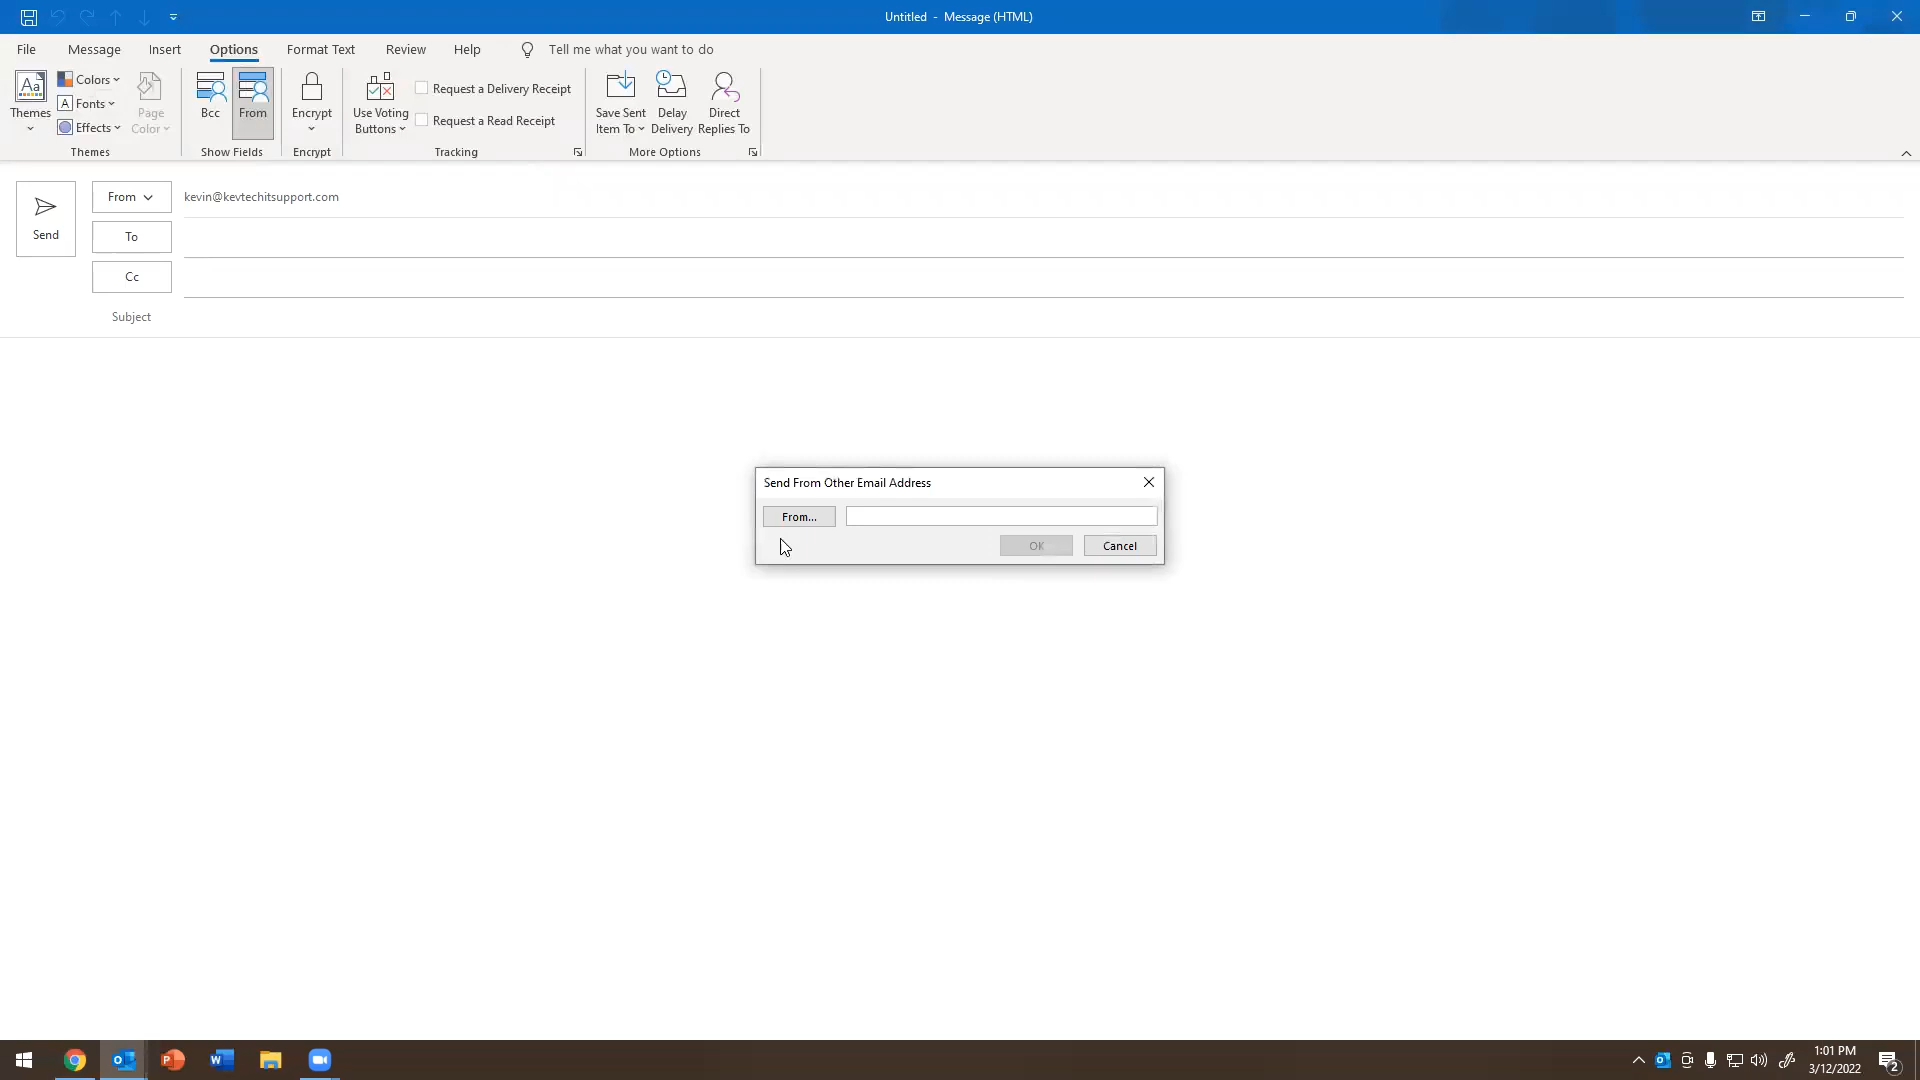 Untitled - Message (HTML)
File Message Insert Options Format Text Review Help Tell me what you want to do
Aa
Themes
Colors
A Fonts
Effects
Page
Color
Bcc
From
Encrypt
Use Voting
Buttons
Request a Delivery Receipt
Request a Read Receipt
Save Sent
Item To
Delay
Delivery
Direct
Replies To
Themes Show Fields Encrypt Tracking More Options
Send
From kevin@kevtechitsupport.com
To
Cc
Subject
Send From Other Email Address
From...
OK Cancel
1:01 PM
3/12/2022
2